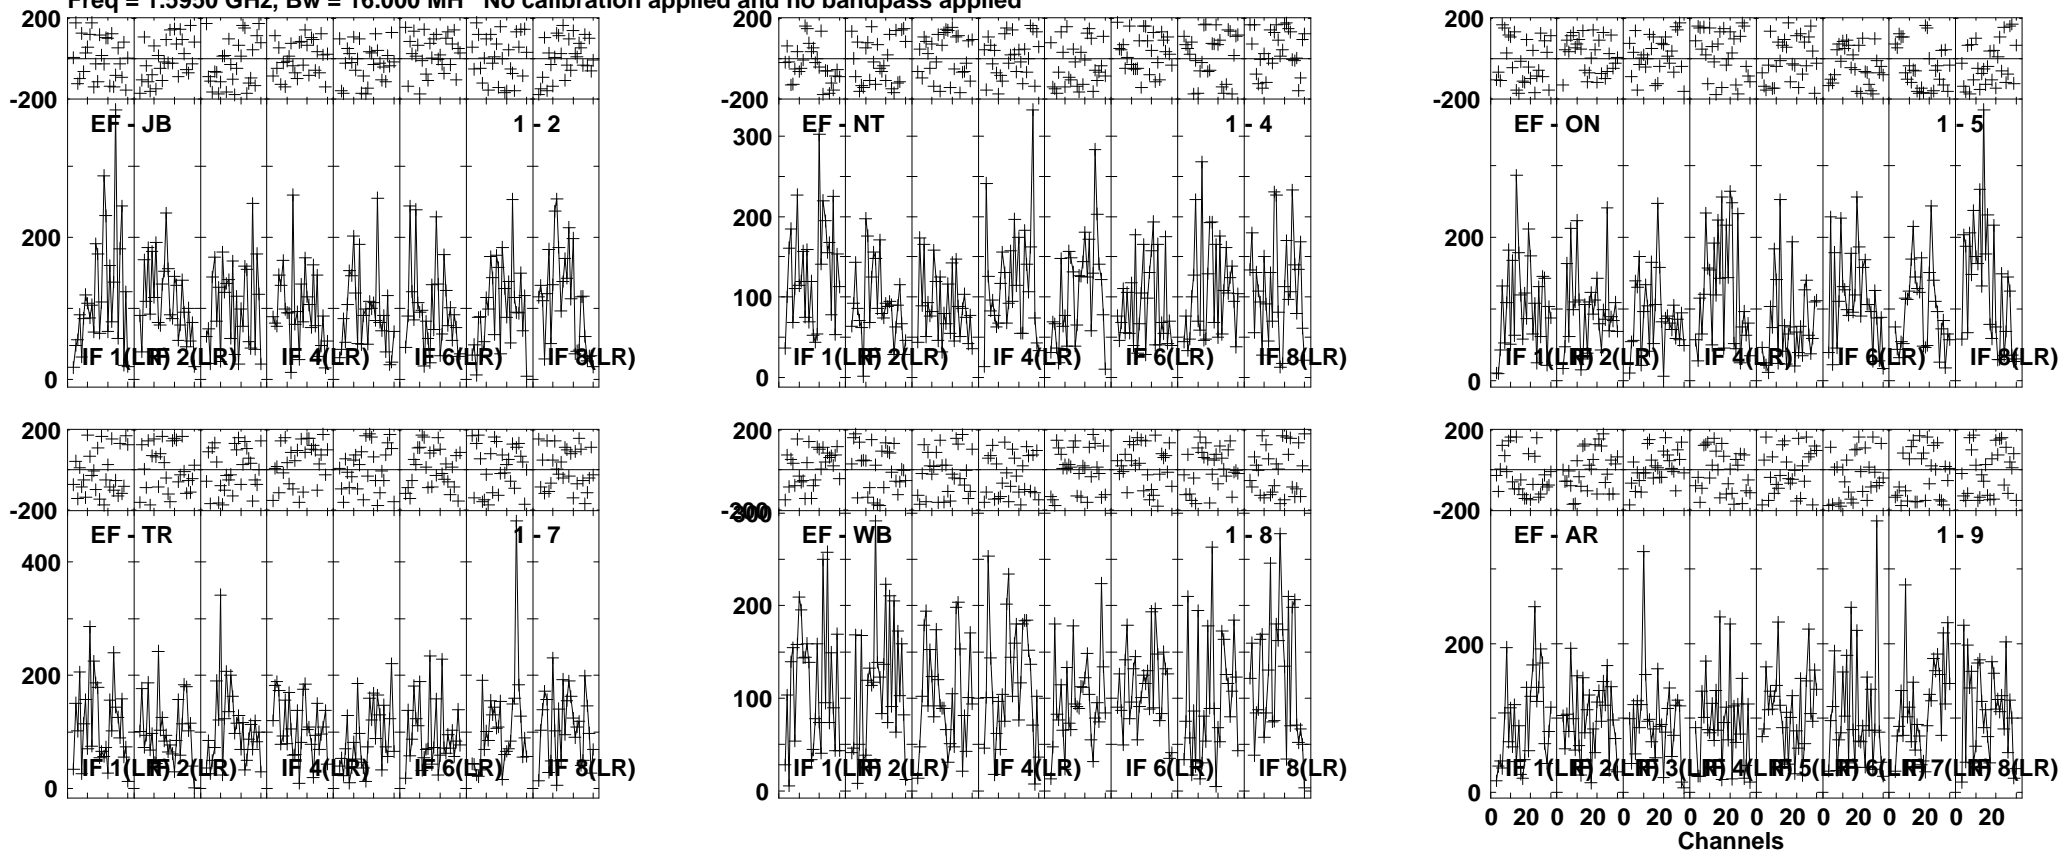 Freq = 1.5950 GHz, Bw = 16.000 MH No calibration applied and no bandpass applied
200 200 200
-200 -200 -200
EF - JB 1 - 2 EF - NT 1 - 4 EF - ON 1 - 5
300
200 200 200
100
IF 1(LR) IF 2(LR) IF 4(LR) IF 6(LR) IF 8(LR) IF 1(LR) IF 2(LR) IF 4(LR) IF 6(LR) IF 8(LR) IF 1(LR) IF 2(LR) IF 4(LR) IF 6(LR) IF 8(LR)
0 0 0
200 200 200
-200 -200 -200
300
EF - TR 1 - 7 EF - WB 1 - 8 EF - AR 1 - 9
400
200 200 200
100
IF 1(LR) IF 2(LR) IF 4(LR) IF 6(LR) IF 8(LR) IF 1(LR) IF 2(LR) IF 4(LR) IF 6(LR) IF 8(LR) IF 1(LR) IF 2(LR) IF 3(LR) IF 4(LR) IF 5(LR) IF 6(LR) IF 7(LR) IF 8(LR)
0 0 0
0 20 0 20 0 20 0 20 0 20 0 20 0 20 0 20
Channels